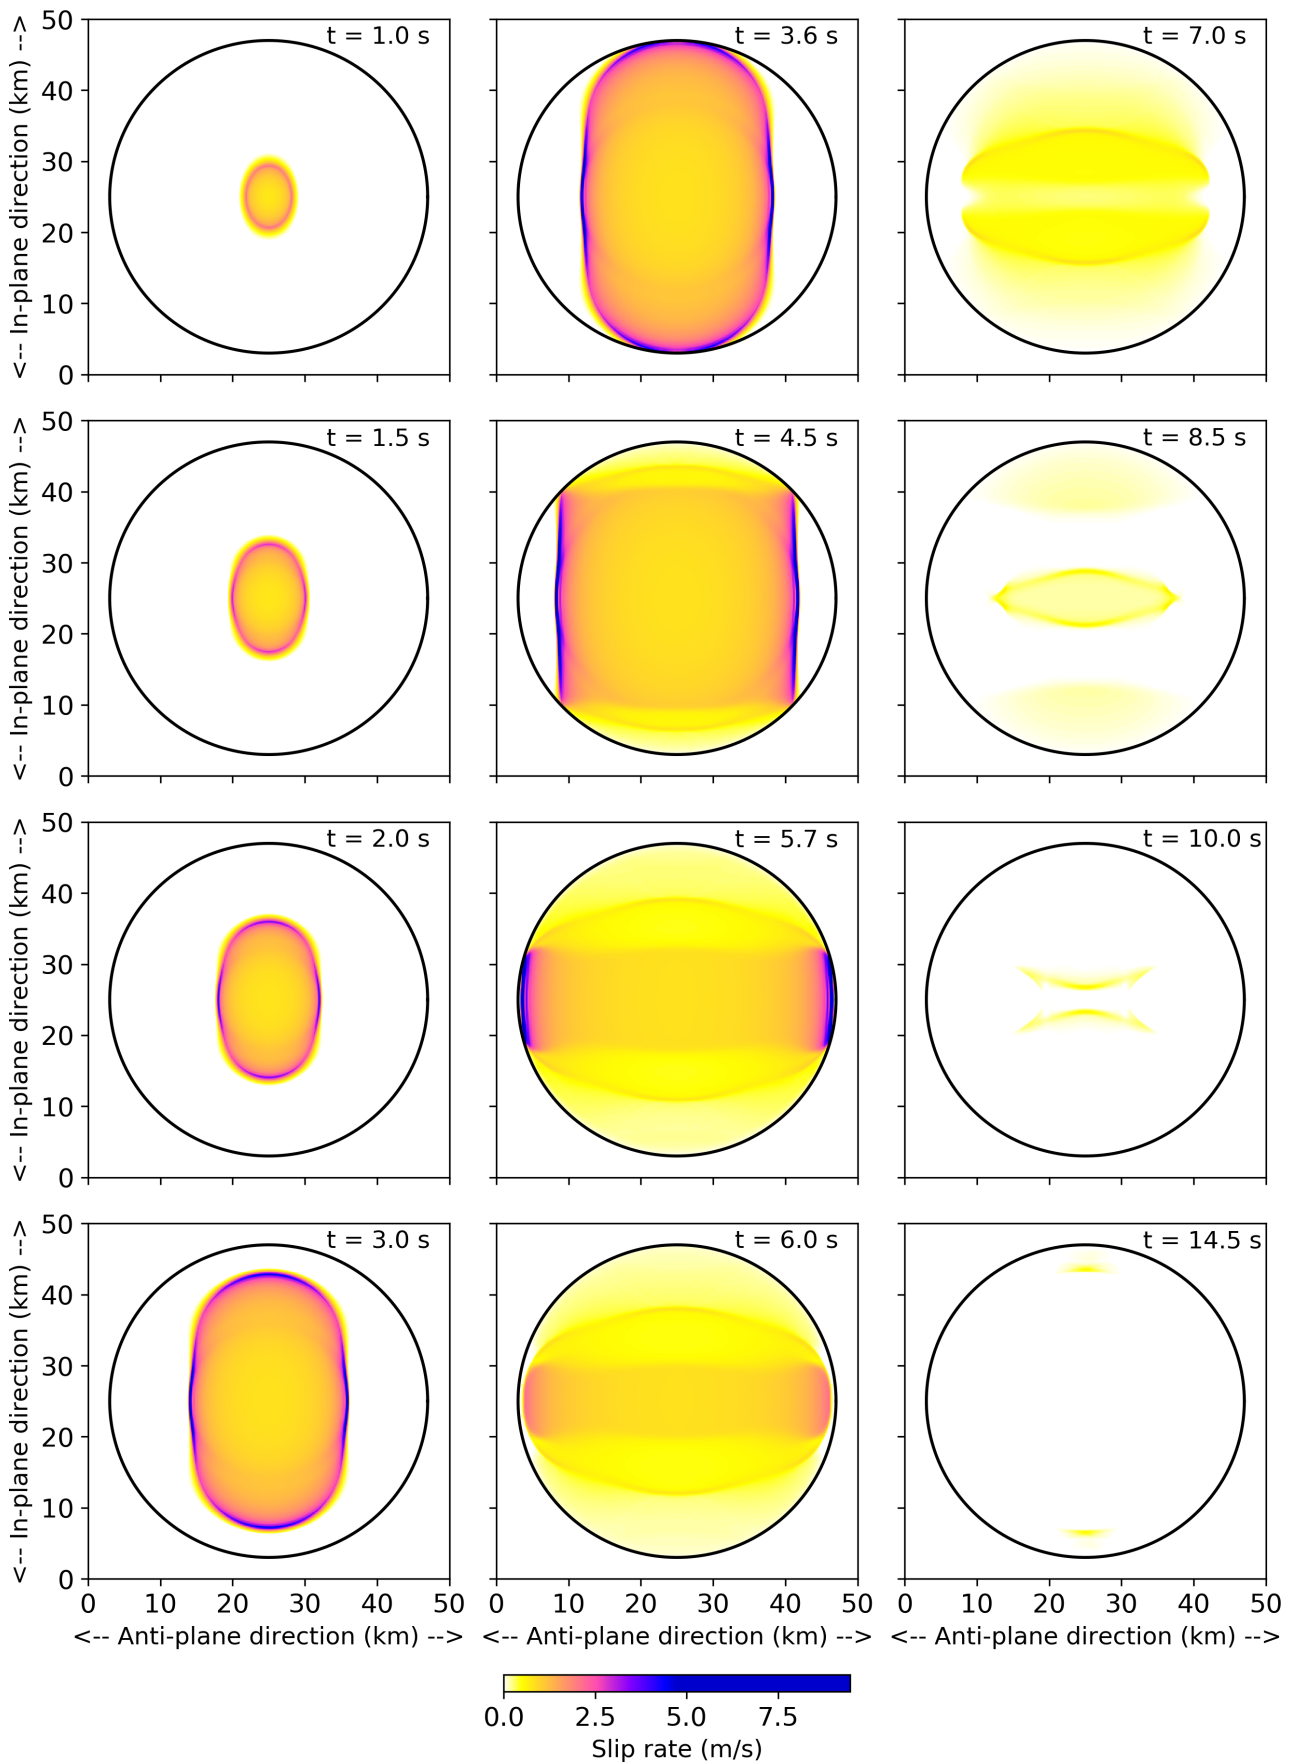 t = 1.0 s
t = 3.6 s
t = 7.0 s
50
40
30
20
10
0
<-- In-plane direction (km) -->
t = 1.5 s
t = 4.5 s
t = 8.5 s
50
40
30
20
10
0
<-- In-plane direction (km) -->
t = 2.0 s
t = 5.7 s
t = 10.0 s
50
40
30
20
10
0
<-- In-plane direction (km) -->
t = 3.0 s
t = 6.0 s
t = 14.5 s
50
40
30
20
10
0
<-- In-plane direction (km) -->
0 10 20 30 40 50
0 10 20 30 40 50
0 10 20 30 40 50
<-- Anti-plane direction (km) -->
<-- Anti-plane direction (km) -->
<-- Anti-plane direction (km) -->
0.0 2.5 5.0 7.5
Slip rate (m/s)